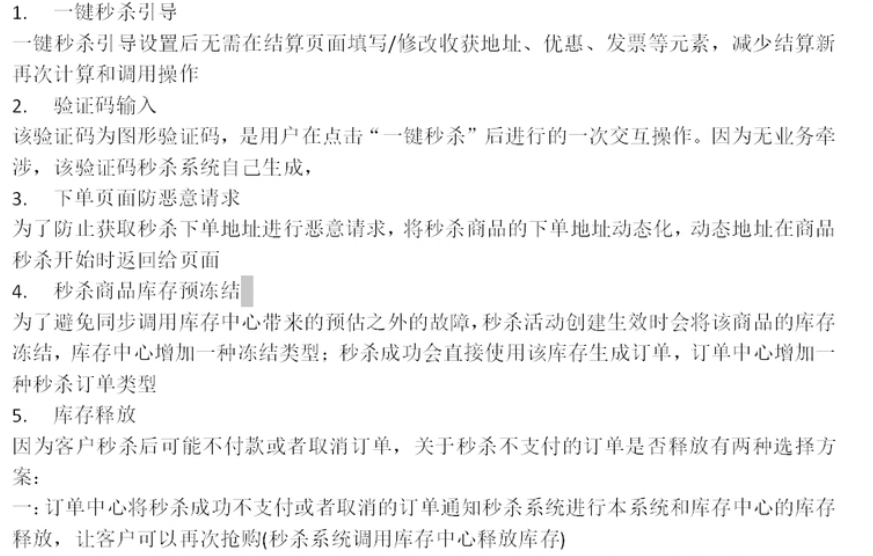 1. 一键秒杀引导
一键秒杀引导设置后无需在结算页面填写/修改收获地址、优惠、发票等元素，减少结算新
再次计算和调用操作
2. 验证码输入
该验证码为图形验证码，是用户在点击“一键秒杀”后进行的一次交互操作。因为无业务牵
涉，该验证码秒杀系统自己生成，
3. 下单页面防恶意请求
为了防止获取秒杀下单地址进行恶意请求，将秒杀商品的下单地址动态化，动态地址在商品
秒杀开始时返回给页面
4. 秒杀商品库存预冻结
为了避免同步调用库存中心带来的预估之外的故障，秒杀活动创建生效时会将该商品的库存
冻结，库存中心增加一种冻结类型；秒杀成功会直接使用该库存生成订单，订单中心增加一
种秒杀订单类型
5. 库存释放
因为客户秒杀后可能不付款或者取消订单，关于秒杀不支付的订单是否释放有两种选择方
案：
一：订单中心将秒杀成功不支付或者取消的订单通知秒杀系统进行本系统和库存中心的库存
释放，让客户可以再次抢购(秒杀系统调用库存中心释放库存)